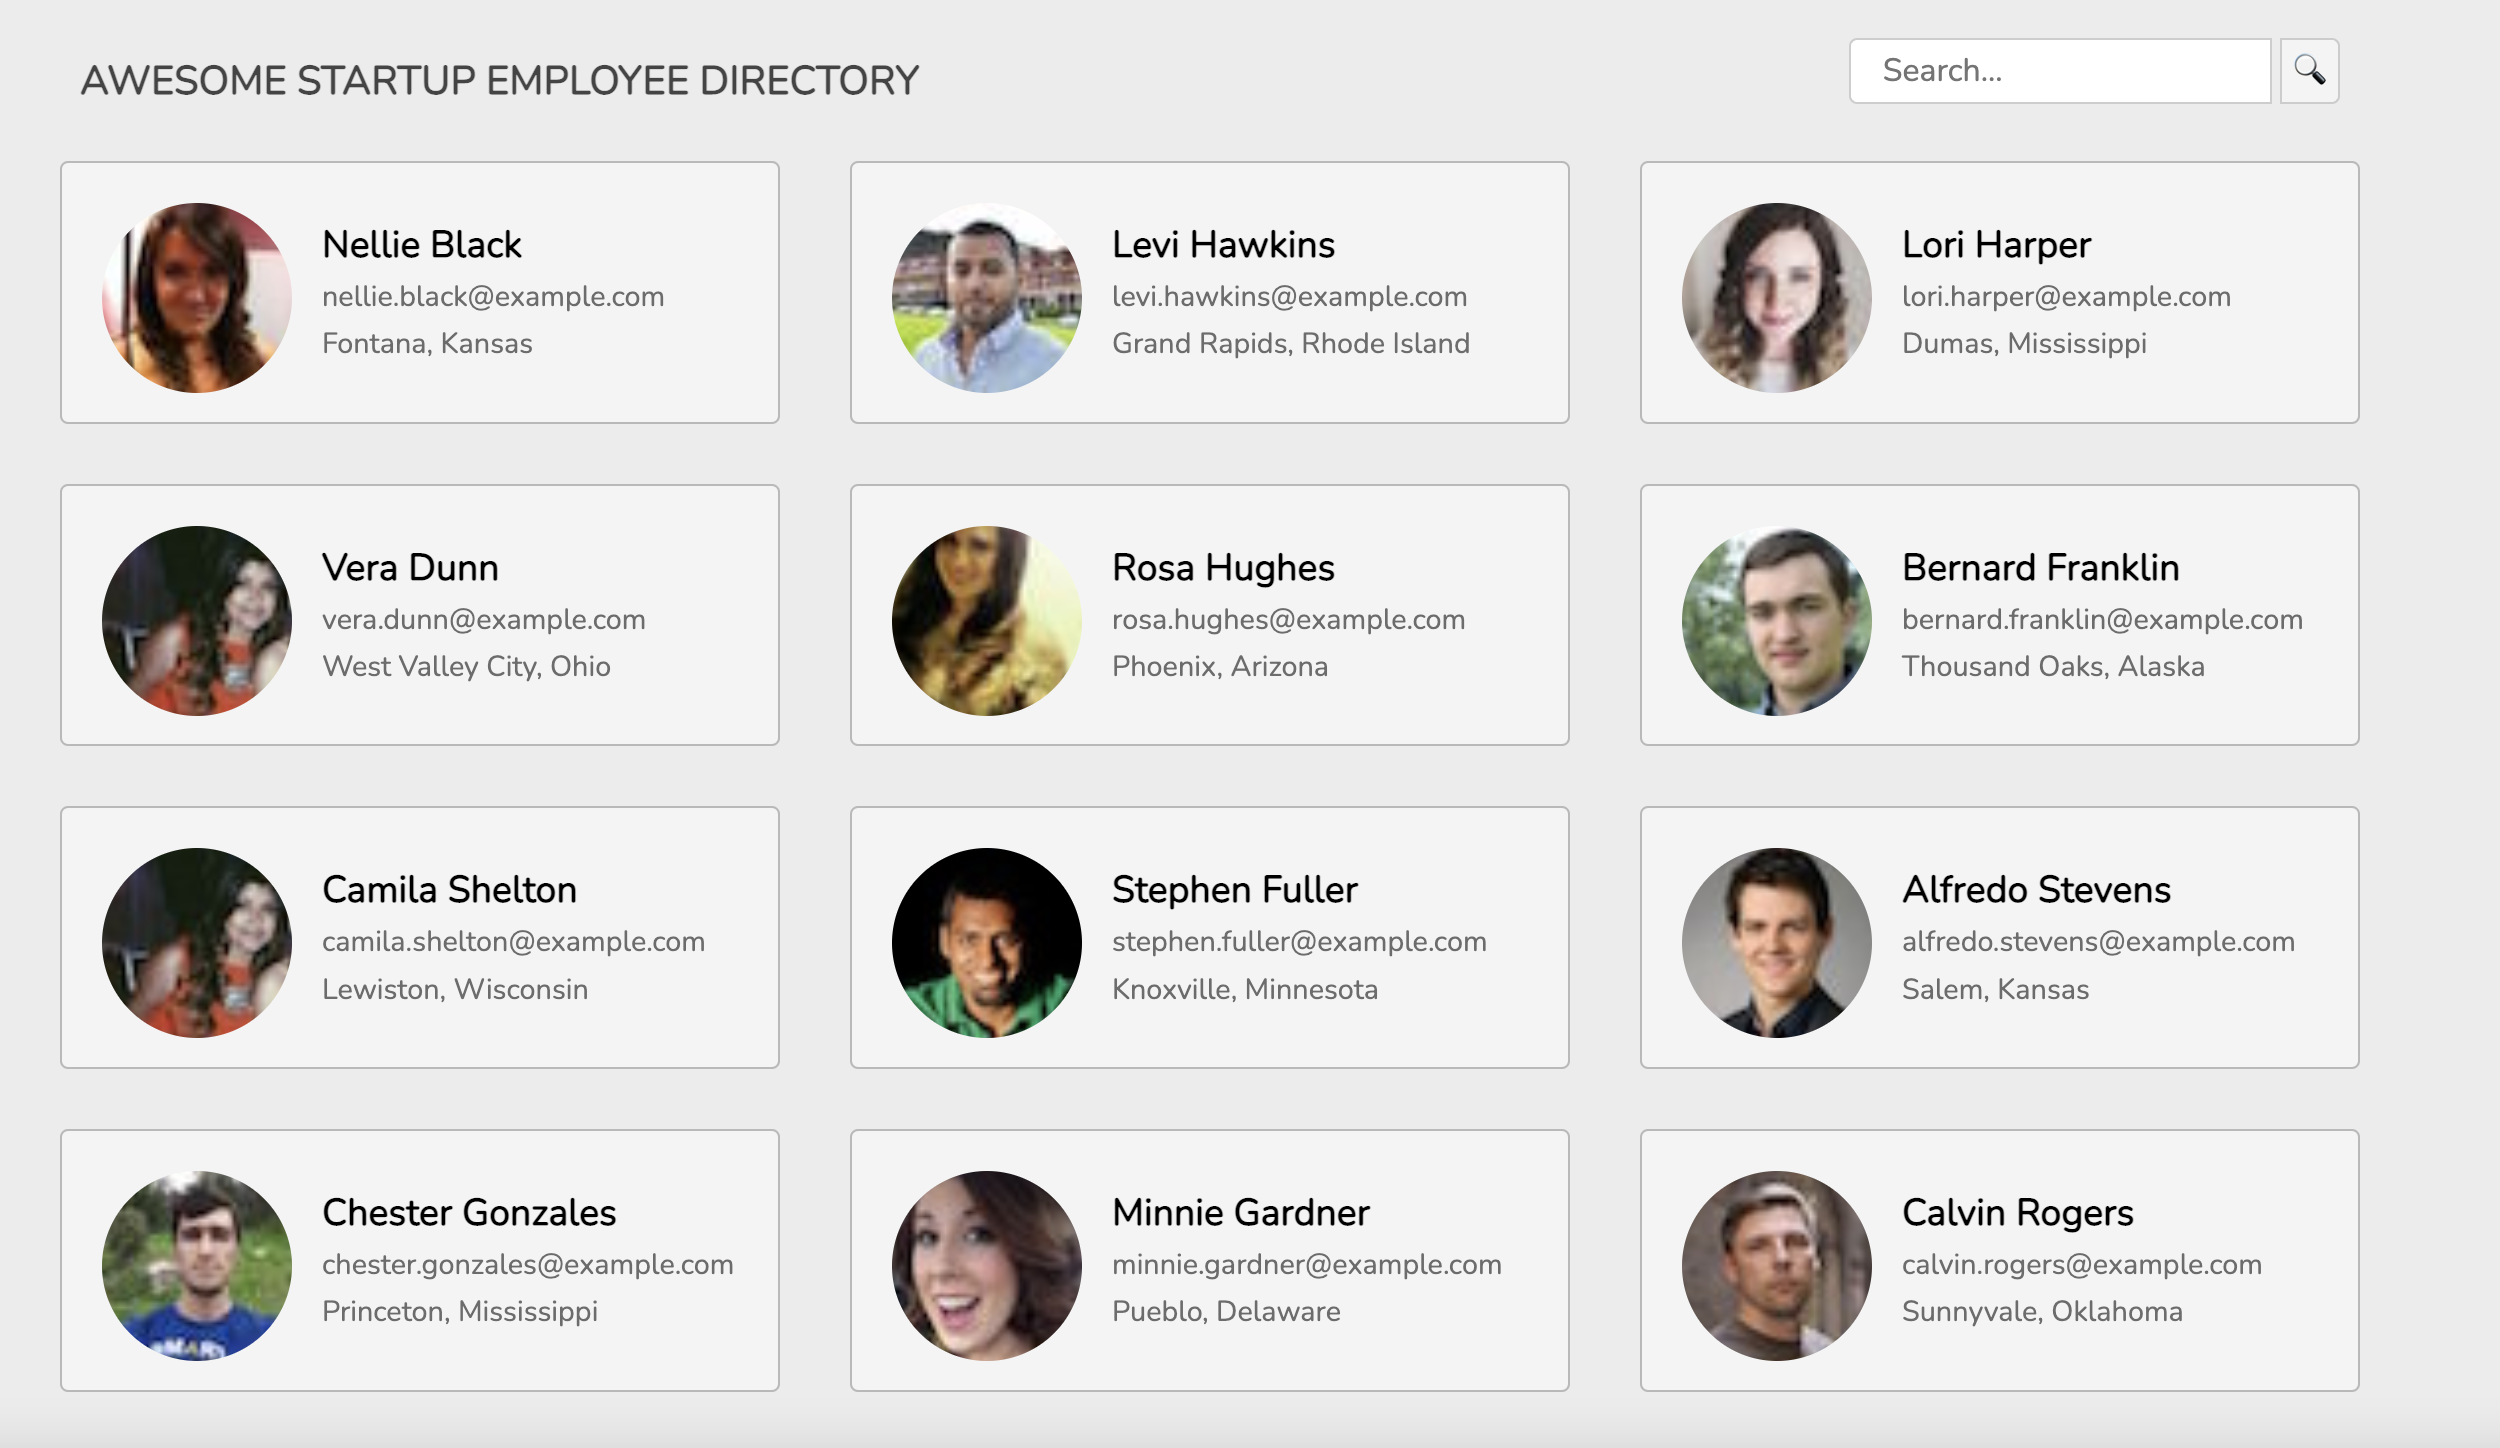 AWESOME STARTUP EMPLOYEE DIRECTORY
Search...
Nellie Black
nellie.black@example.com
Fontana, Kansas
Levi Hawkins
levi.hawkins@example.com
Grand Rapids, Rhode Island
Lori Harper
lori.harper@example.com
Dumas, Mississippi
Vera Dunn
vera.dunn@example.com
West Valley City, Ohio
Rosa Hughes
rosa.hughes@example.com
Phoenix, Arizona
Bernard Franklin
bernard.franklin@example.com
Thousand Oaks, Alaska
Camila Shelton
camila.shelton@example.com
Lewiston, Wisconsin
Stephen Fuller
stephen.fuller@example.com
Knoxville, Minnesota
Alfredo Stevens
alfredo.stevens@example.com
Salem, Kansas
Chester Gonzales
chester.gonzales@example.com
Princeton, Mississippi
Minnie Gardner
minnie.gardner@example.com
Pueblo, Delaware
Calvin Rogers
calvin.rogers@example.com
Sunnyvale, Oklahoma